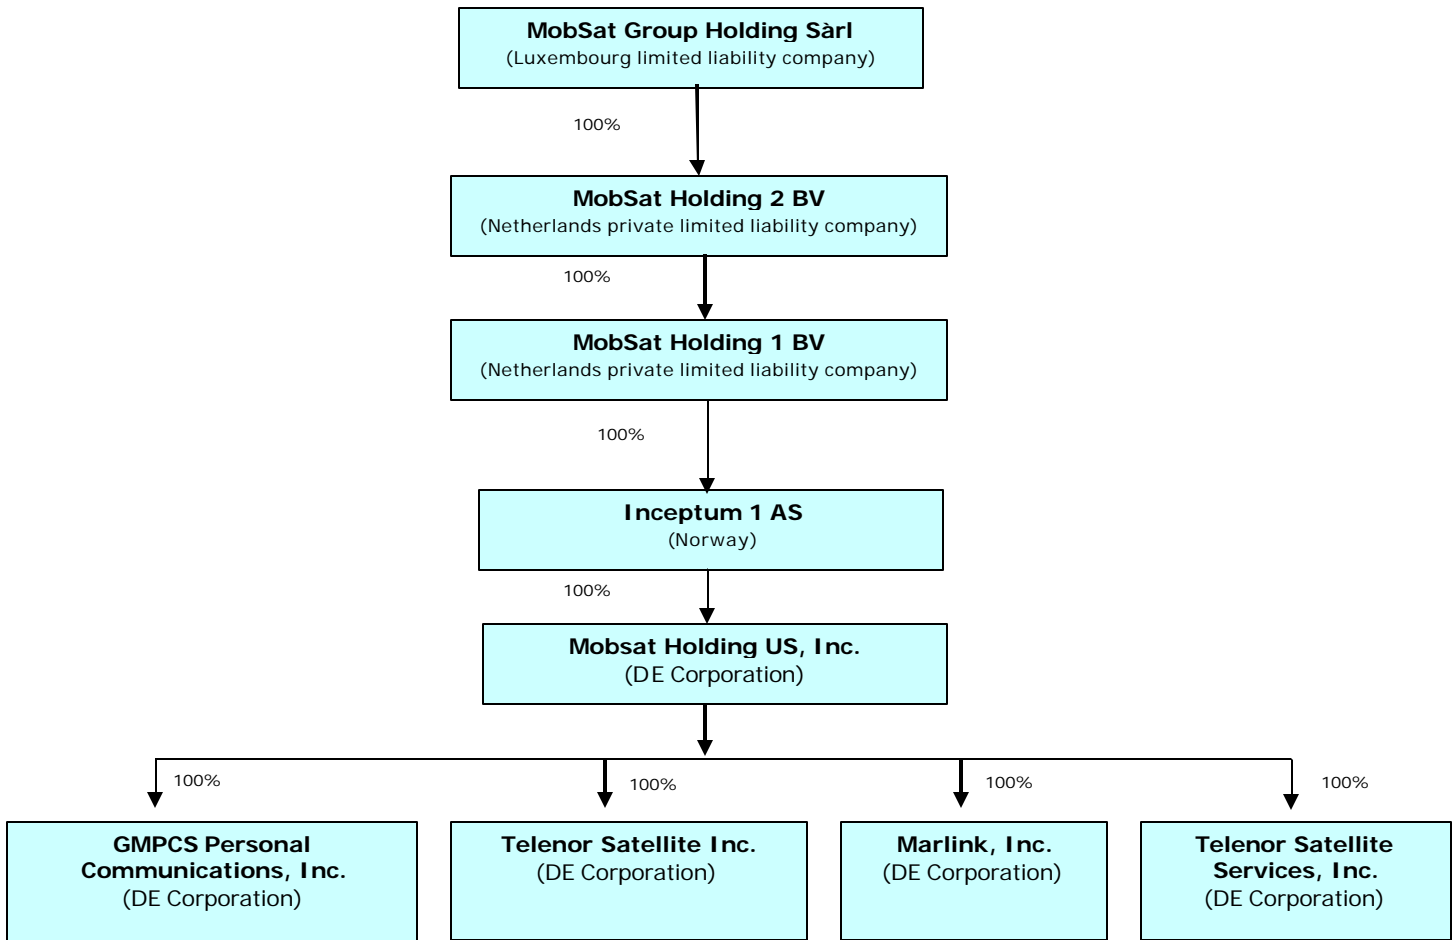 MobSat Group Holding Sàrl
(Luxembourg limited liability company)
100%
MobSat Holding 2 BV
(Netherlands private limited liability company)
100%
MobSat Holding 1 BV
(Netherlands private limited liability company)
100%
Inceptum 1 AS
(Norway)
100%
Mobsat Holding US, Inc.
(DE Corporation)
100%
100%
100%
100%
GMPCS Personal
Communications, Inc.
(DE Corporation)
Telenor Satellite Inc.
(DE Corporation)
Marlink, Inc.
(DE Corporation)
Telenor Satellite
Services, Inc.
(DE Corporation)